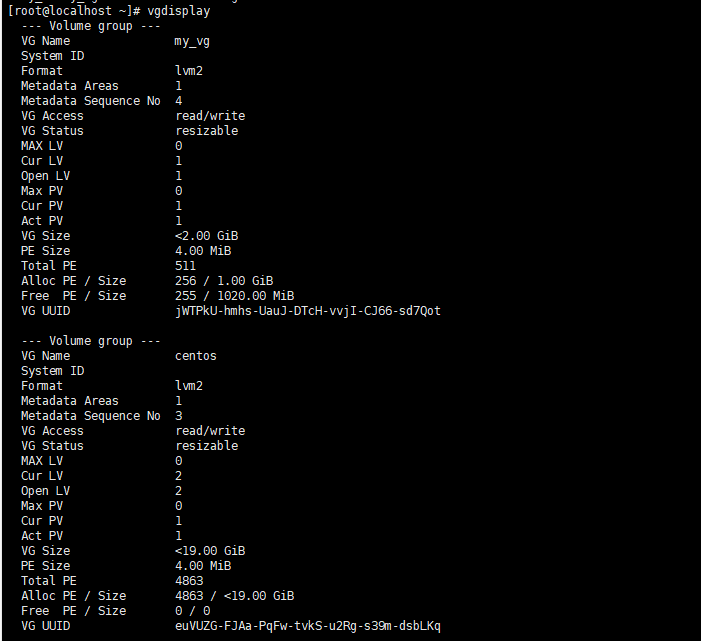 [root@localhost ~]# vgdisplay
--- Volume group ---
VG Name my_vg
System ID
Format lvm2
Metadata Areas 1
Metadata Sequence No 4
VG Access read/write
VG Status resizable
MAX LV 0
Cur LV 1
Open LV 1
Max PV 0
Cur PV 1
Act PV 1
VG Size <2.00 GiB
PE Size 4.00 MiB
Total PE 511
Alloc PE / Size 256 / 1.00 GiB
Free PE / Size 255 / 1020.00 MiB
VG UUID jWTPkU-hmhs-UauJ-DTcH-vvjI-CJ66-sd7Qot
--- Volume group ---
VG Name centos
System ID
Format lvm2
Metadata Areas 1
Metadata Sequence No 3
VG Access read/write
VG Status resizable
MAX LV 0
Cur LV 2
Open LV 2
Max PV 0
Cur PV 1
Act PV 1
VG Size <19.00 GiB
PE Size 4.00 MiB
Total PE 4863
Alloc PE / Size 4863 / <19.00 GiB
Free PE / Size 0 / 0
VG UUID euVUZG-FJAa-PqFw-tvkS-u2Rg-s39m-dsbLKq